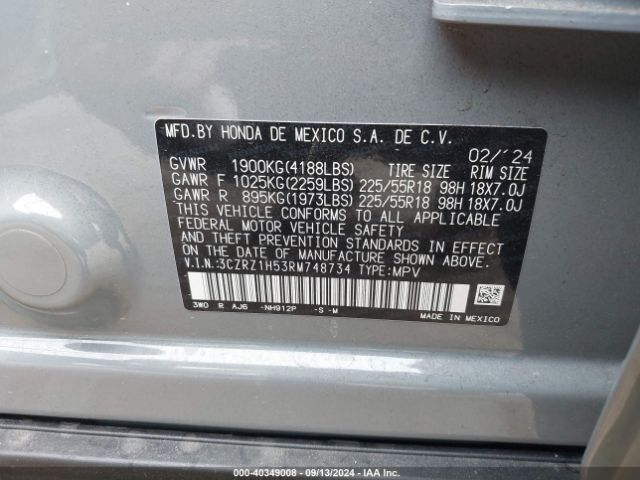 MFD.BY HONDA DE MEXICO S.A. DE C.V.
02/'24
GVWR 1900KG(4188LBS) TIRE SIZE RIM SIZE
GAWR F 1025KG(2259LBS) 225/55R18 98H 18X7.0J
GAWR R 895KG(1973LBS) 225/55R18 98H 18X7.0J
THIS VEHICLE CONFORMS TO ALL APPLICABLE
FEDERAL MOTOR VEHICLE SAFETY
AND THEFT PREVENTION STANDARDS IN EFFECT
ON THE DATE OF MANUFACTURE SHOWN ABOVE.
V.I.N.:3CZRZ1H53RM748734 TYPE:MPV
3W0 R AJ6 -NH912P -S -M
MADE IN MEXICO
000-40349008 - 09/13/2024 - IAA Inc.